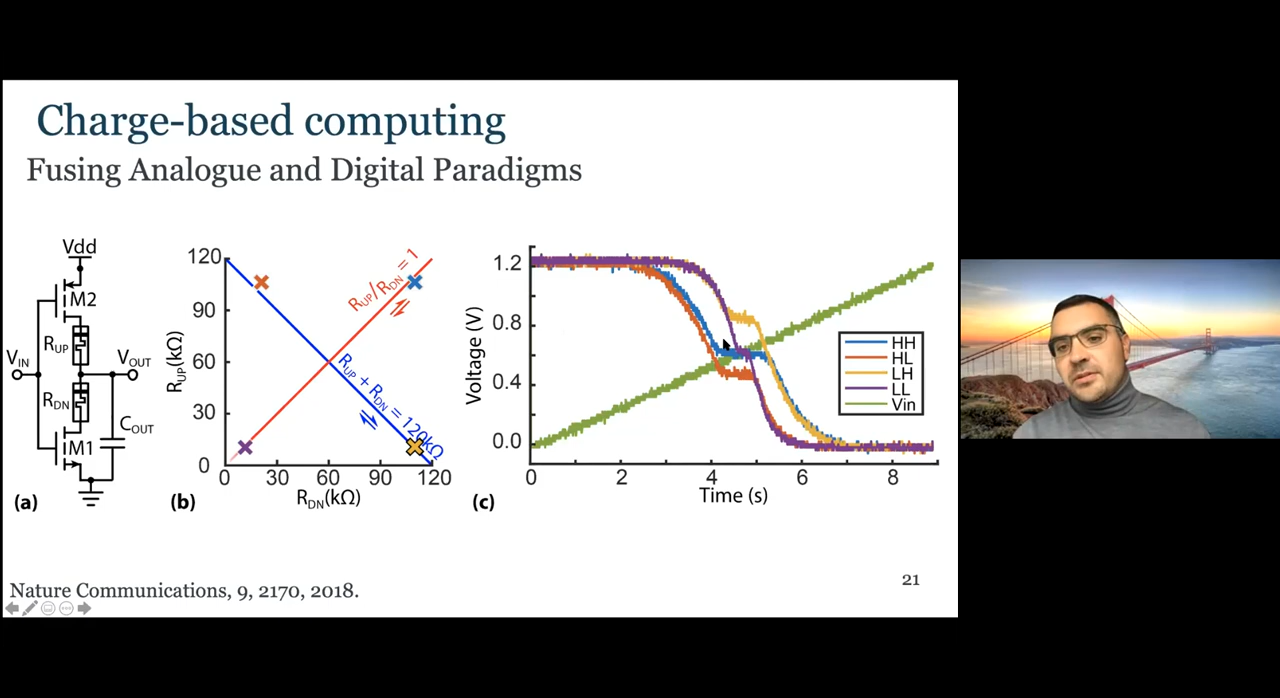 Charge-based computing
Fusing Analogue and Digital Paradigms
Vdd
M2
R_UP
V_IN
V_OUT
R_DN
C_OUT
M1
(a)
R_UP(kΩ)
120
90
60
30
0
0 30 60 90 120
R_DN(kΩ)
R_UP/R_DN = 1
R_UP + R_DN = 120kΩ
(b)
Voltage (V)
1.2
0.8
0.4
0.0
0 2 4 6 8
Time (s)
HH
HL
LH
LL
Vin
(c)
Nature Communications, 9, 2170, 2018.
21